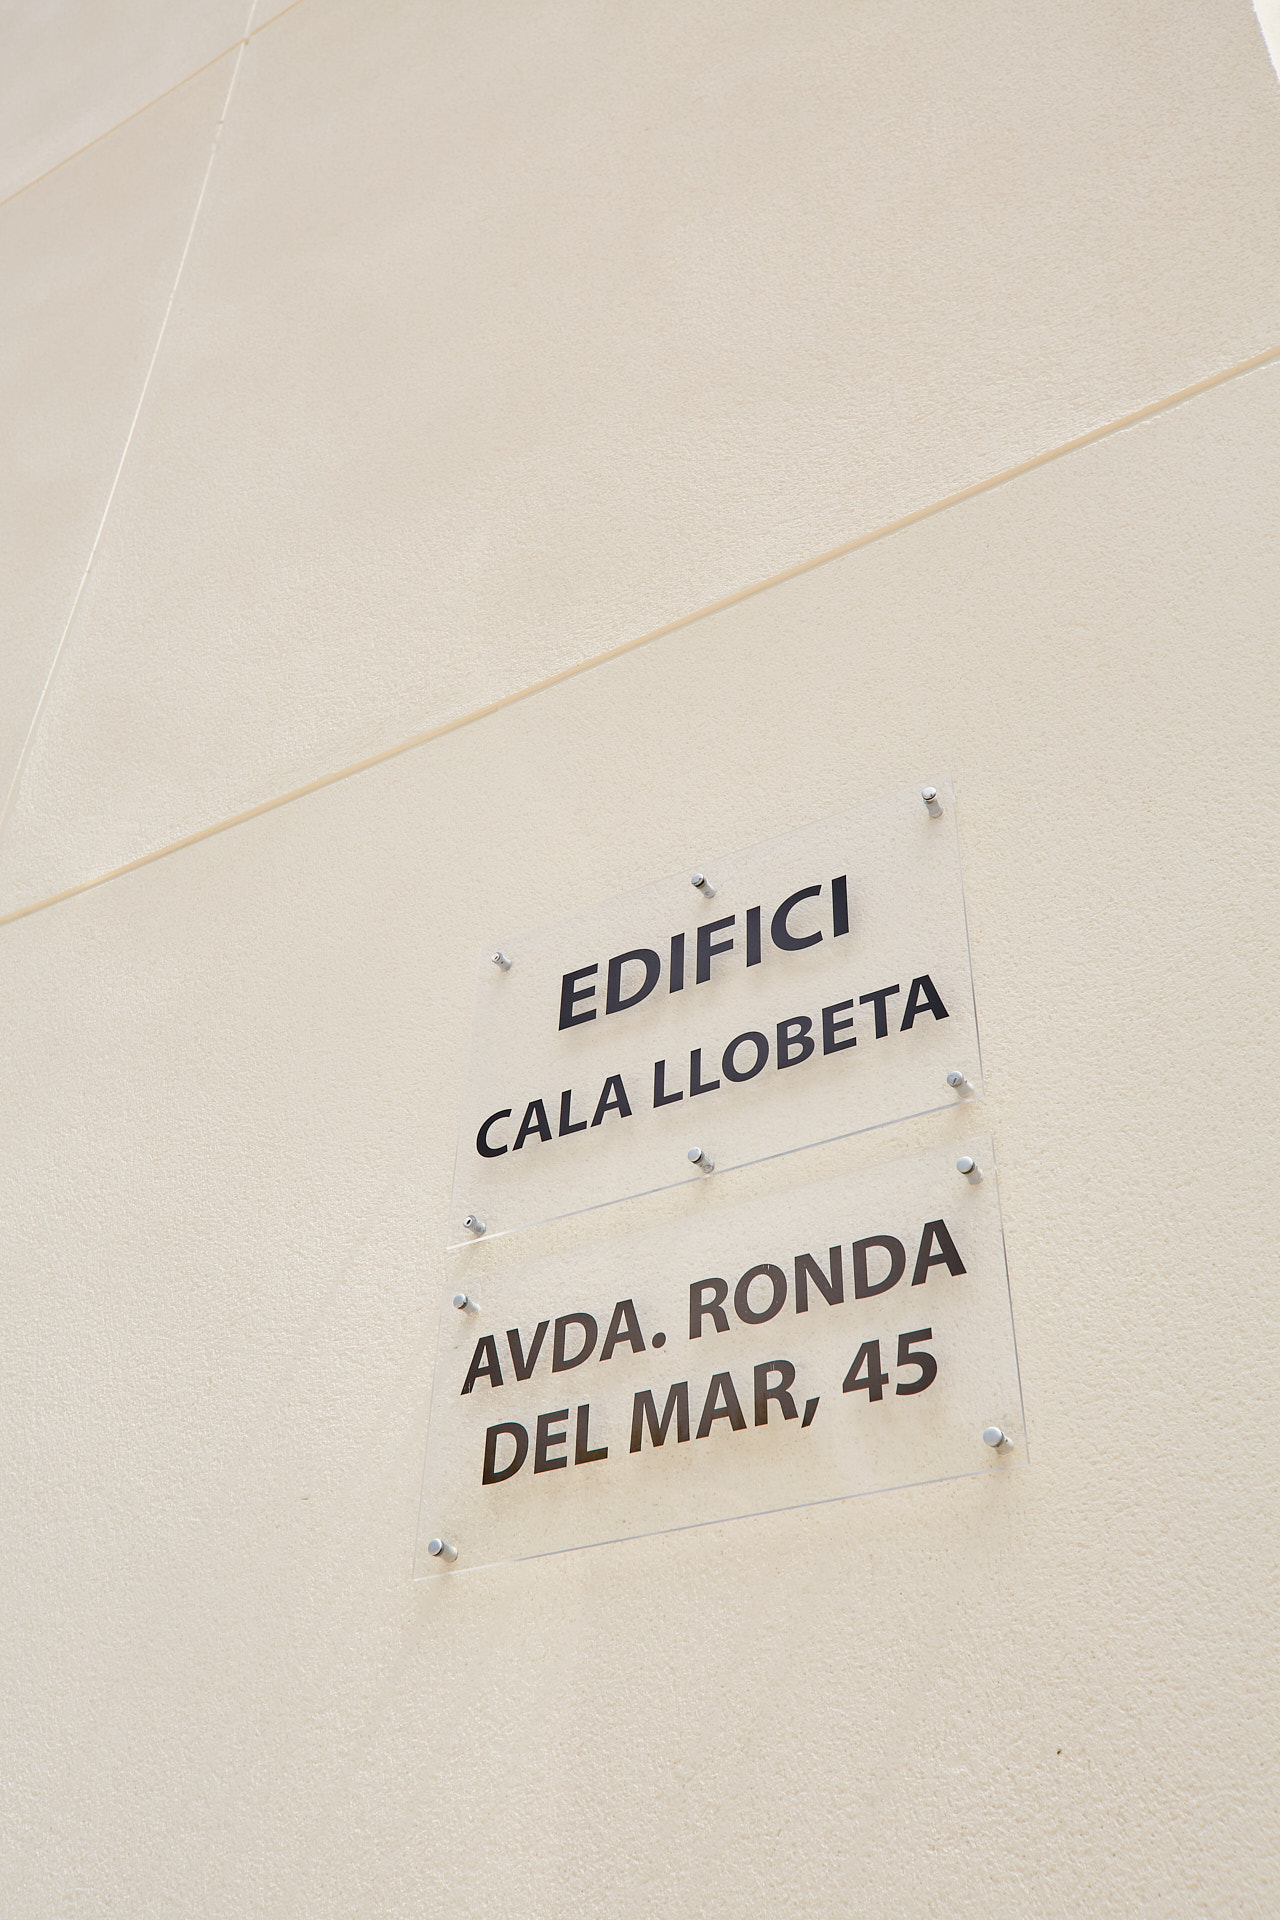 EDIFICI
CALA LLOBETA
AVDA. RONDA
DEL MAR, 45